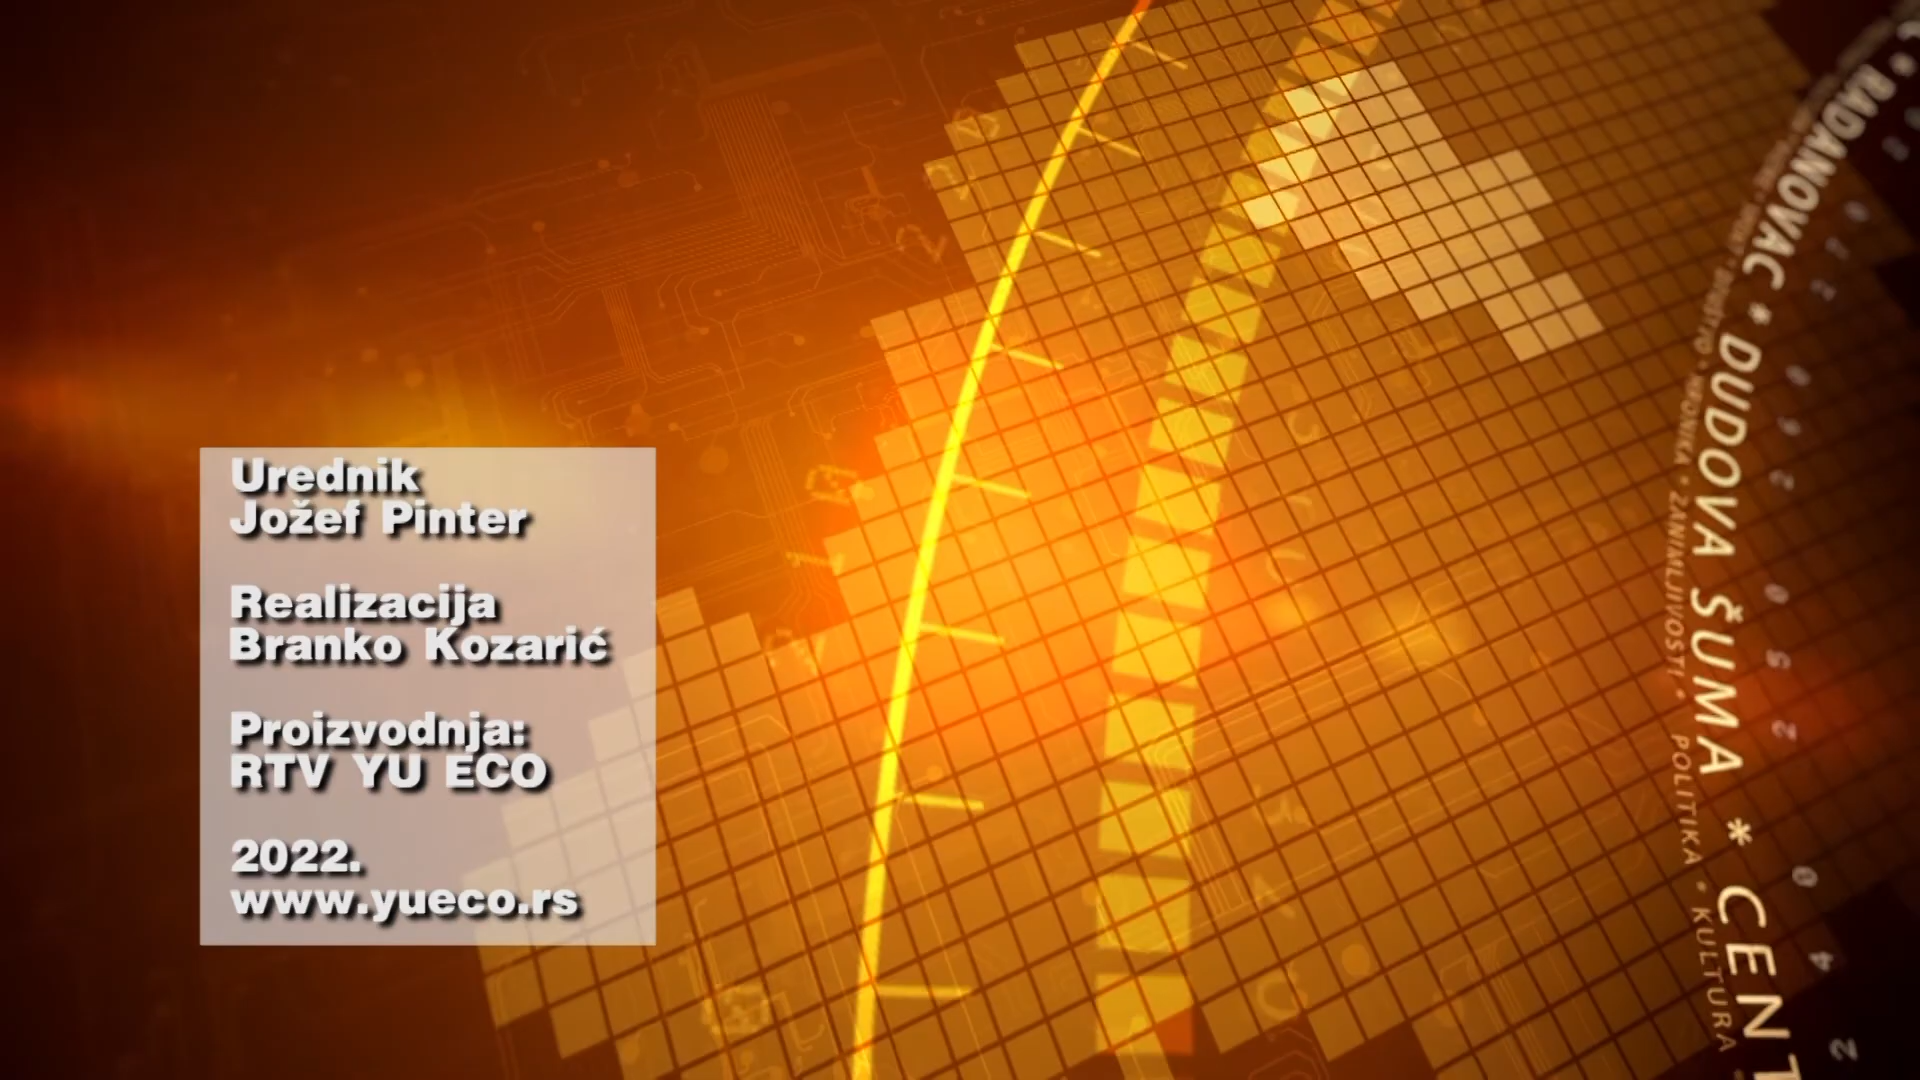 Urednik
Jožef Pinter
Realizacija
Branko Kozarić
Proizvodnja:
RTV YU ECO
2022.
www.yueco.rs
RADANOVAC * DUDOVA ŠUMA * CENT
ZANIMLJIVOSTI • POLITIKA • KULTURA